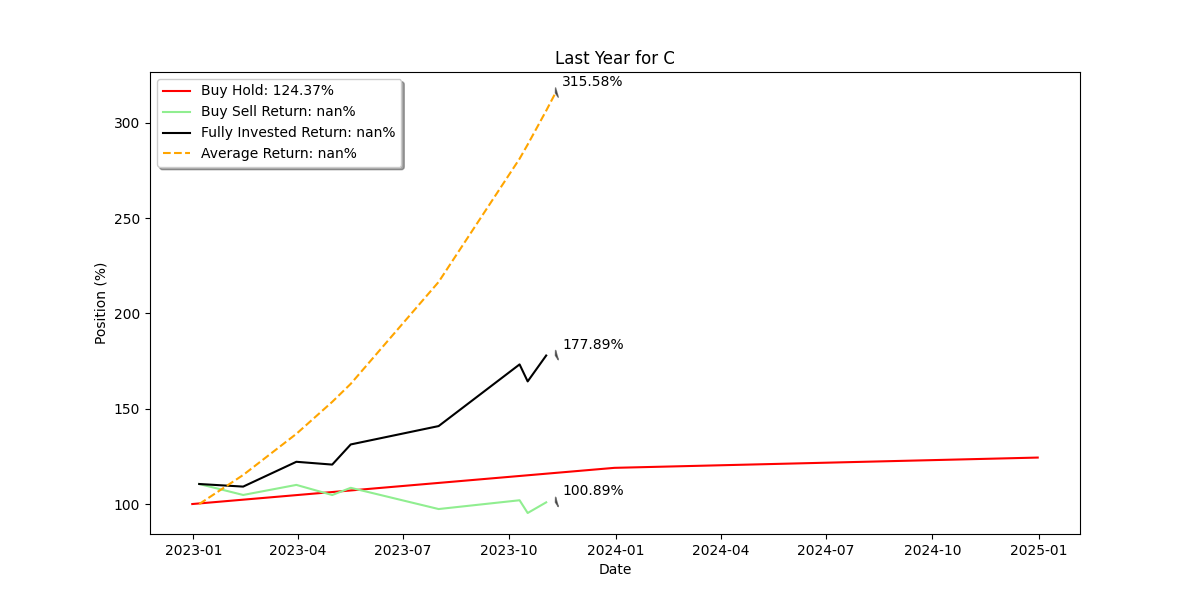 Last Year for C
Buy Hold: 124.37%
Buy Sell Return: nan%
Fully Invested Return: nan%
Average Return: nan%
315.58%
177.89%
100.89%
Position (%)
300
250
200
150
100
2023-01 2023-04 2023-07 2023-10 2024-01 2024-04 2024-07 2024-10 2025-01
Date